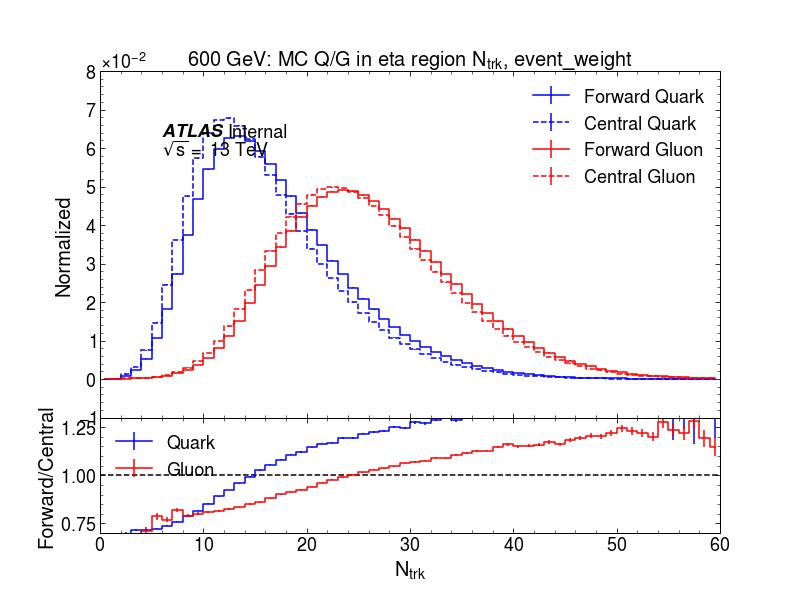 ×10⁻² 600 GeV: MC Q/G in eta region Nₜᵣₖ, event_weight
8
7
6
5
4
3
2
1
0
1
Normalized
ATLAS Internal
√s = 13 TeV
Forward Quark
Central Quark
Forward Gluon
Central Gluon
1.25
1.00
0.75
Forward/Central
Quark
Gluon
0 10 20 30 40 50 60
Nₜᵣₖ